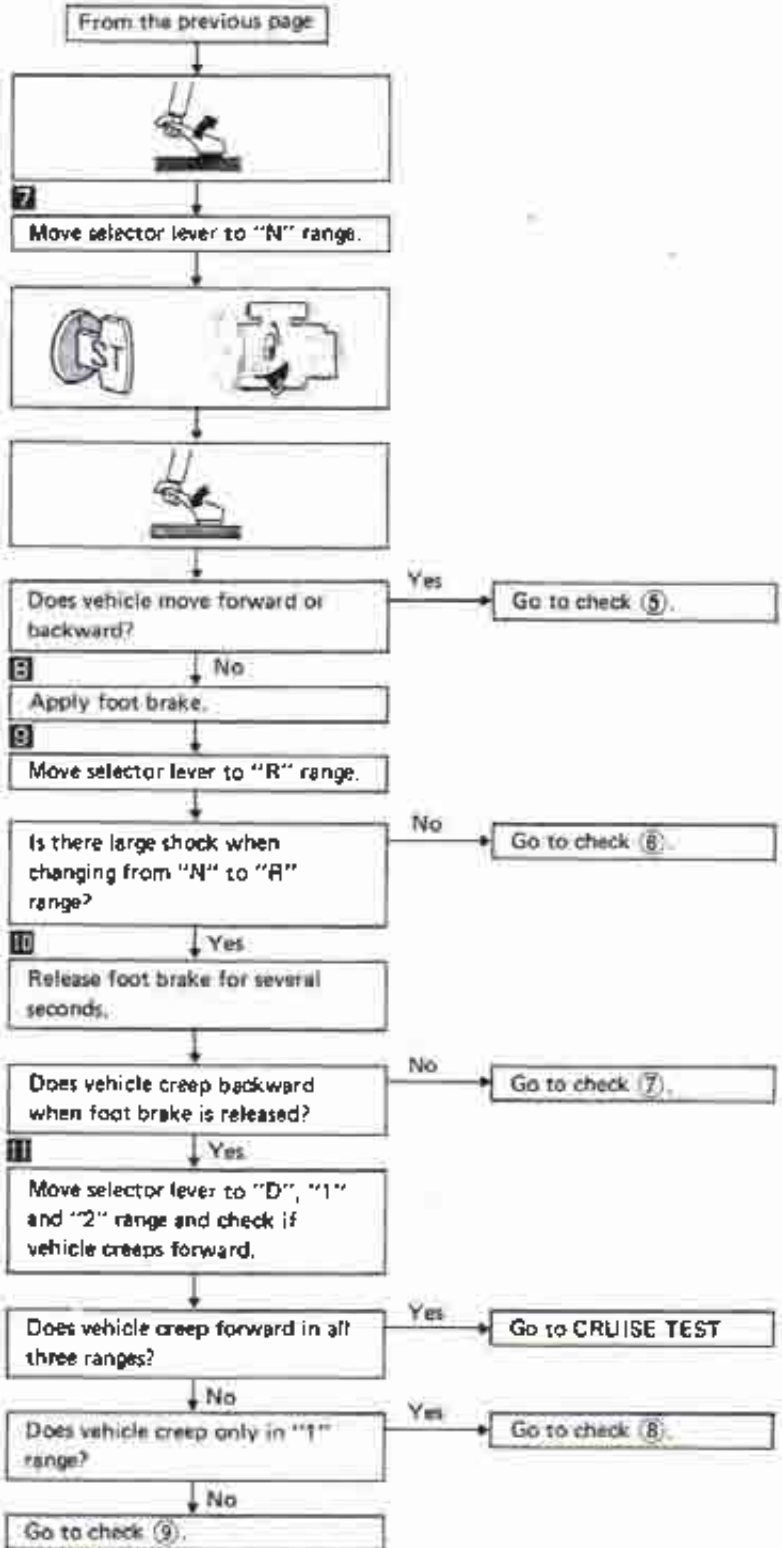 From the previous page
7
Move selector lever to "N" range.
ST
Does vehicle move forward or
backward?
Yes
Go to check ⑤.
8
No
Apply foot brake.
9
Move selector lever to "R" range.
Is there large shock when
changing from "N" to "R"
range?
No
Go to check ⑥.
10
Yes
Release foot brake for several
seconds.
Does vehicle creep backward
when foot brake is released?
No
Go to check ⑦.
11
Yes
Move selector lever to "D", "1"
and "2" range and check if
vehicle creeps forward.
Does vehicle creep forward in all
three ranges?
Yes
Go to CRUISE TEST
No
Does vehicle creep only in "1"
range?
Yes
Go to check ⑧.
No
Go to check ⑨.